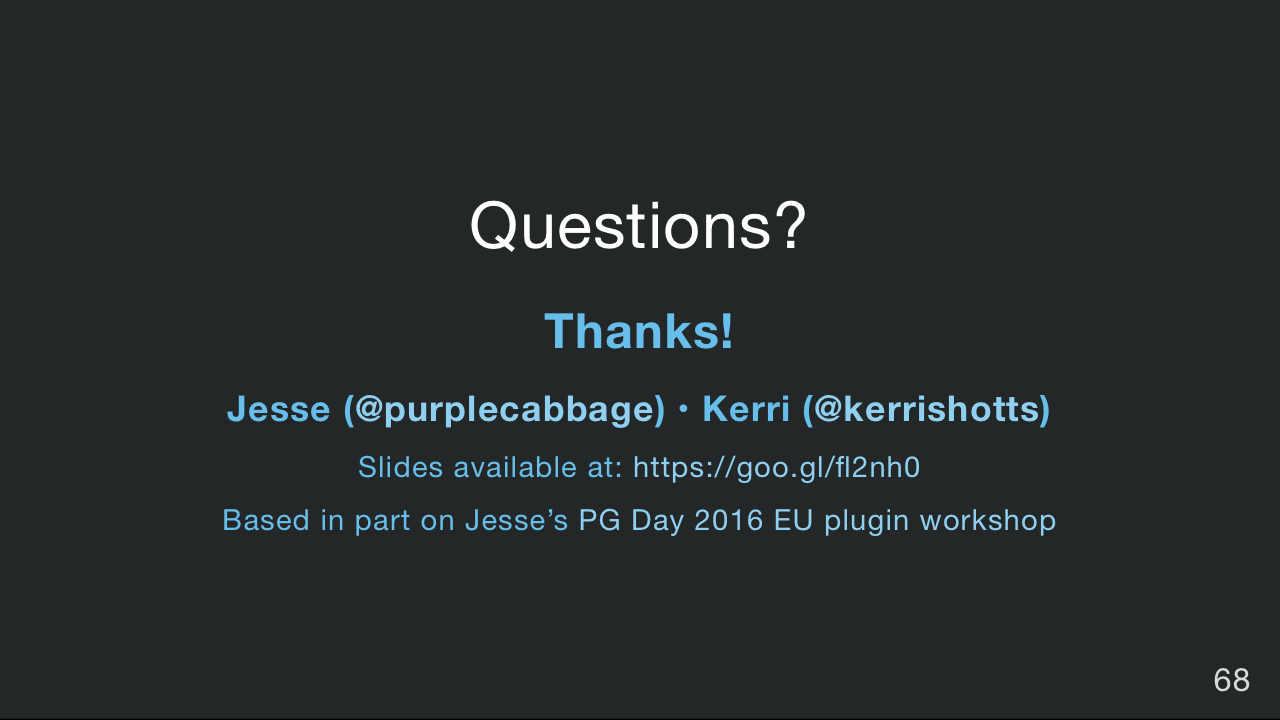 Questions?
Thanks!
Jesse (@purplecabbage) • Kerri (@kerrishotts)
Slides available at: https://goo.gl/fl2nh0
Based in part on Jesse’s PG Day 2016 EU plugin workshop
68